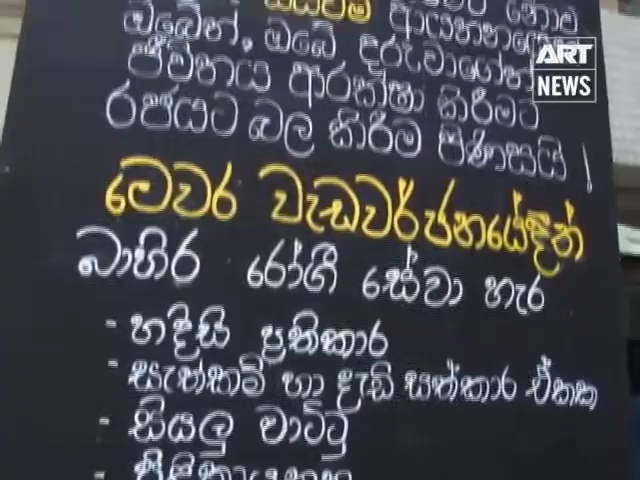 ඔබෙත්, ඔබේ දරුවාගේත්
ජීවිතය ආරක්ෂා කිරීමට
රජයට බල කිරීම පිණිසයි !
මෙවර වැඩවර්ජනයේදීත්
බාහිර රෝගී සේවා හැර
- හදිසි ප්‍රතිකාර
- සැත්කම් හා දැඩි සත්කාර ඒකක
- සියලු වාට්ටු
ART
NEWS